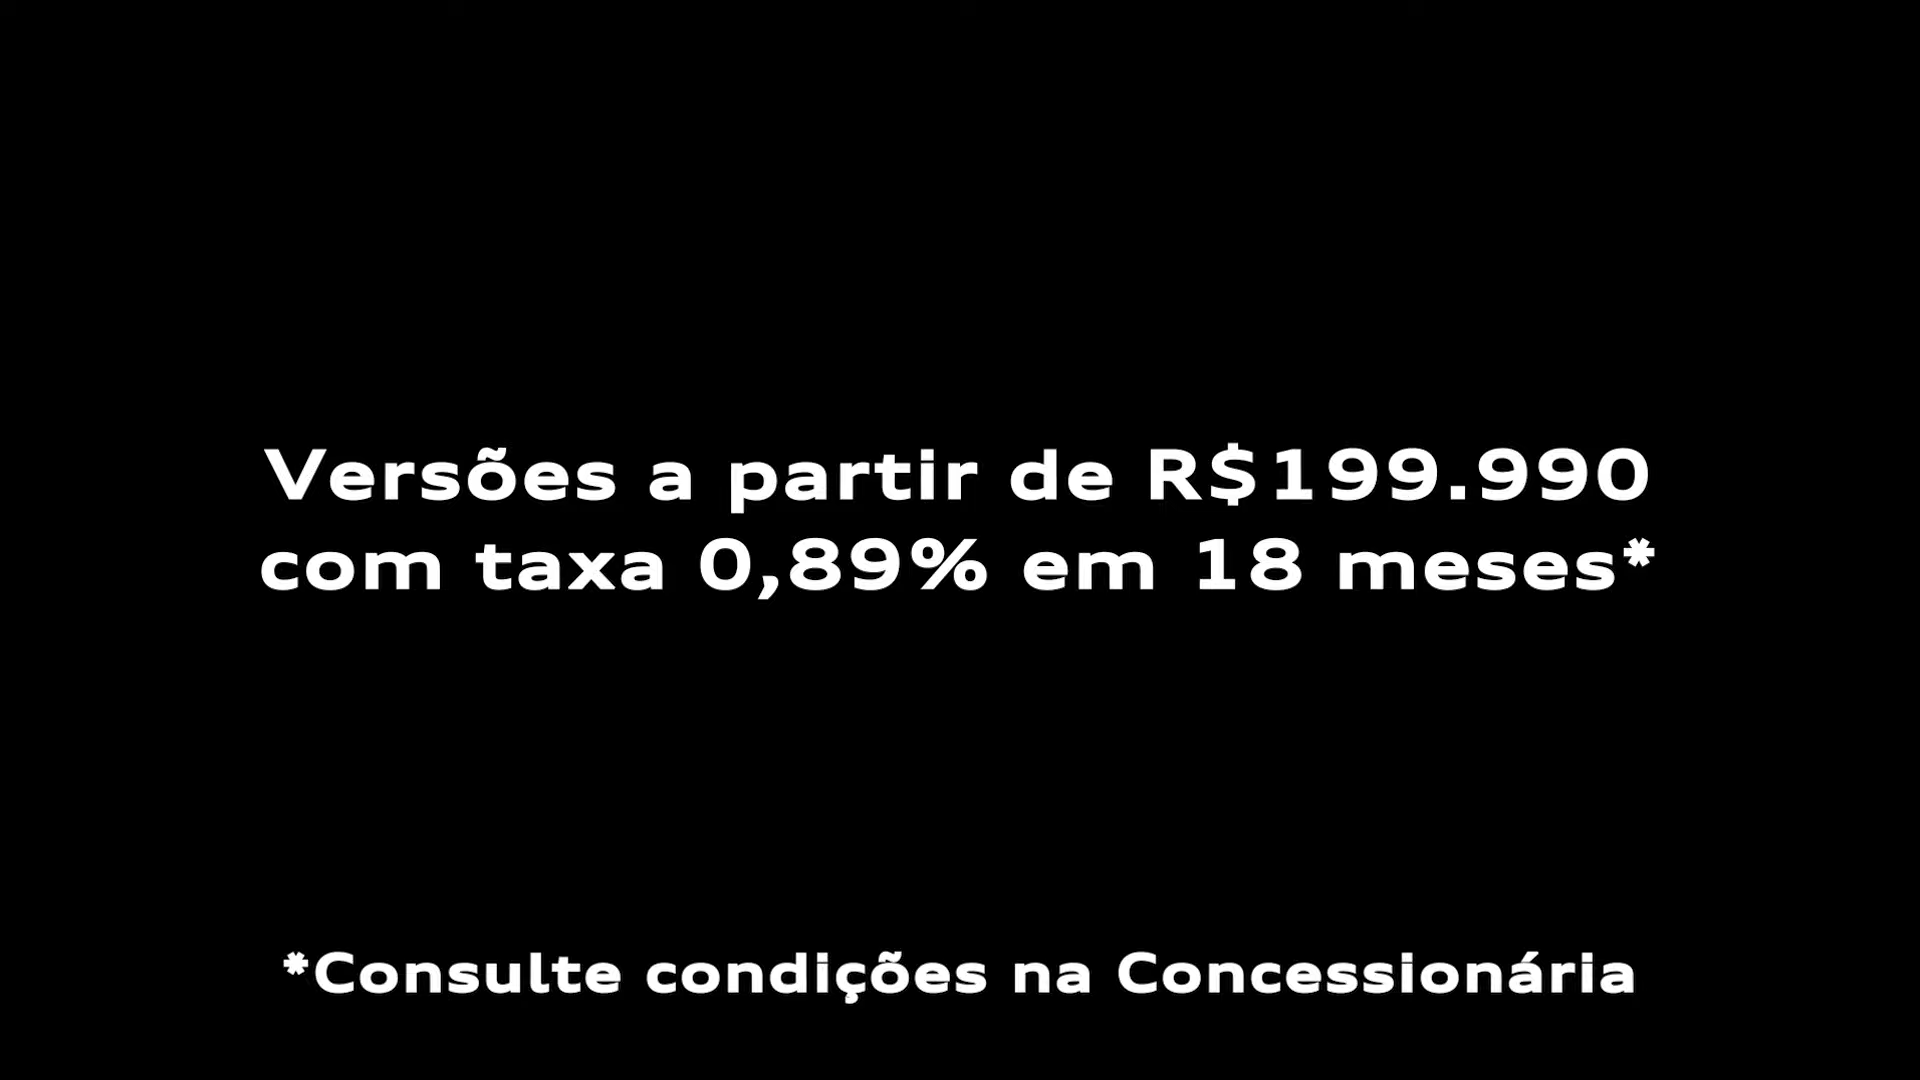 Versões a partir de R$199.990
com taxa 0,89% em 18 meses*
*Consulte condições na Concessionária